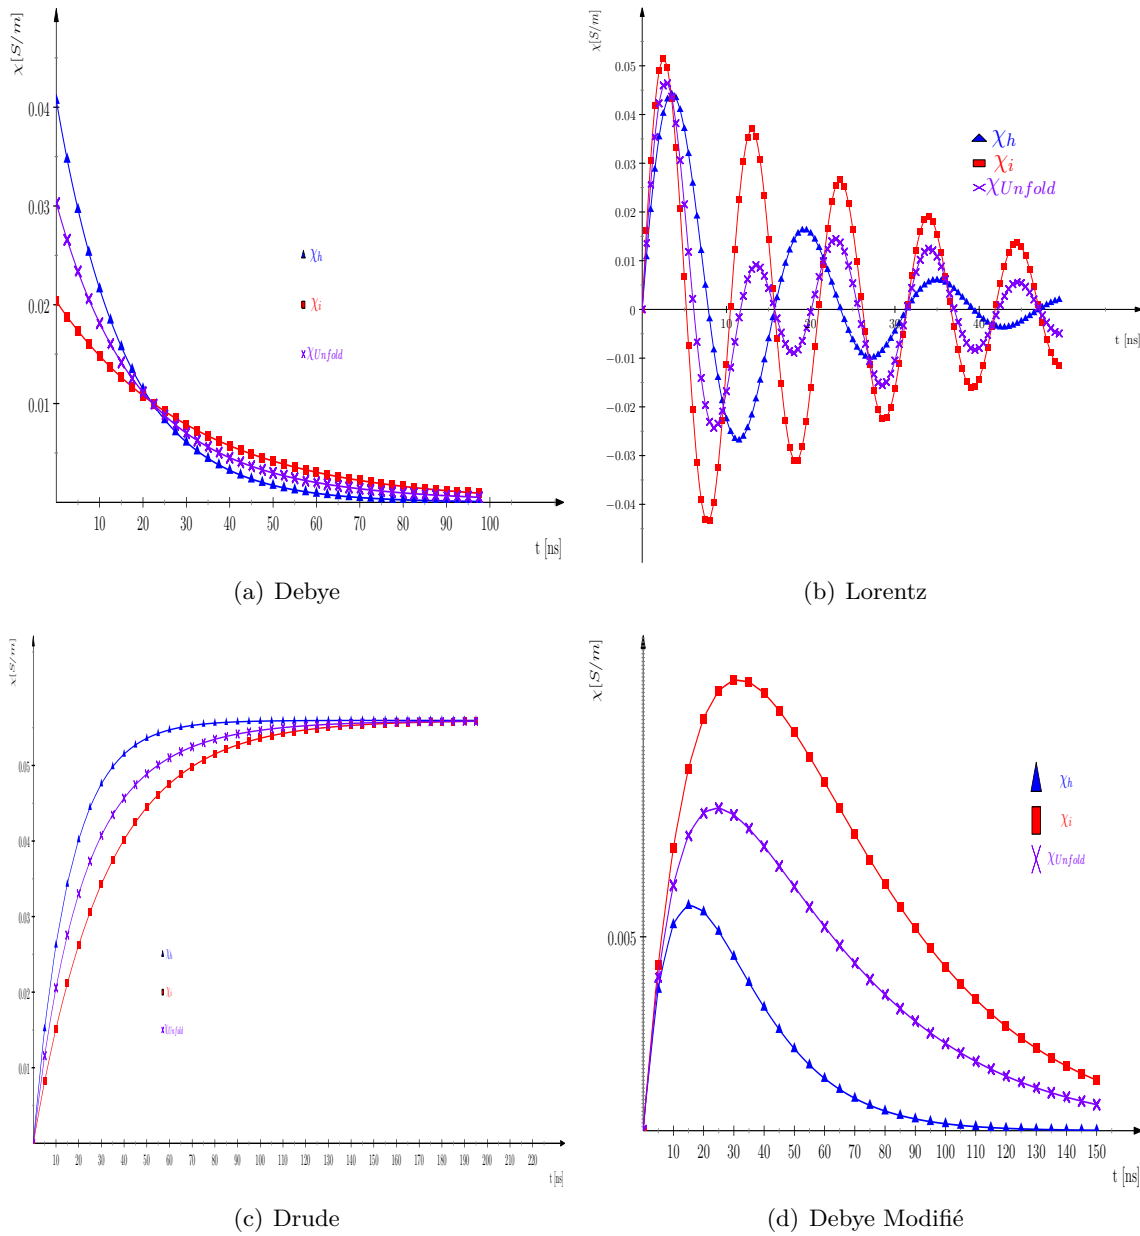 χ[S/m]
0.04
0.03
0.02
0.01
χh
χi
χUnfold
10 20 30 40 50 60 70 80 90 100
t [ns]
(a) Debye
χ[S/m]
0.05
0.04
0.03
0.02
0.01
0
−0.01
−0.02
−0.03
−0.04
χh
χi
χUnfold
10 20 30 40
t [ns]
(b) Lorentz
χ[S/m]
0.05
0.04
0.03
0.02
0.01
χh
χi
χUnfold
10 20 30 40 50 60 70 80 90 100 110 120 130 140 150 160 170 180 190 200 210 220
t [ns]
(c) Drude
χ[S/m]
0.005
χh
χi
χUnfold
10 20 30 40 50 60 70 80 90 100 110 120 130 140 150
t [ns]
(d) Debye Modifié